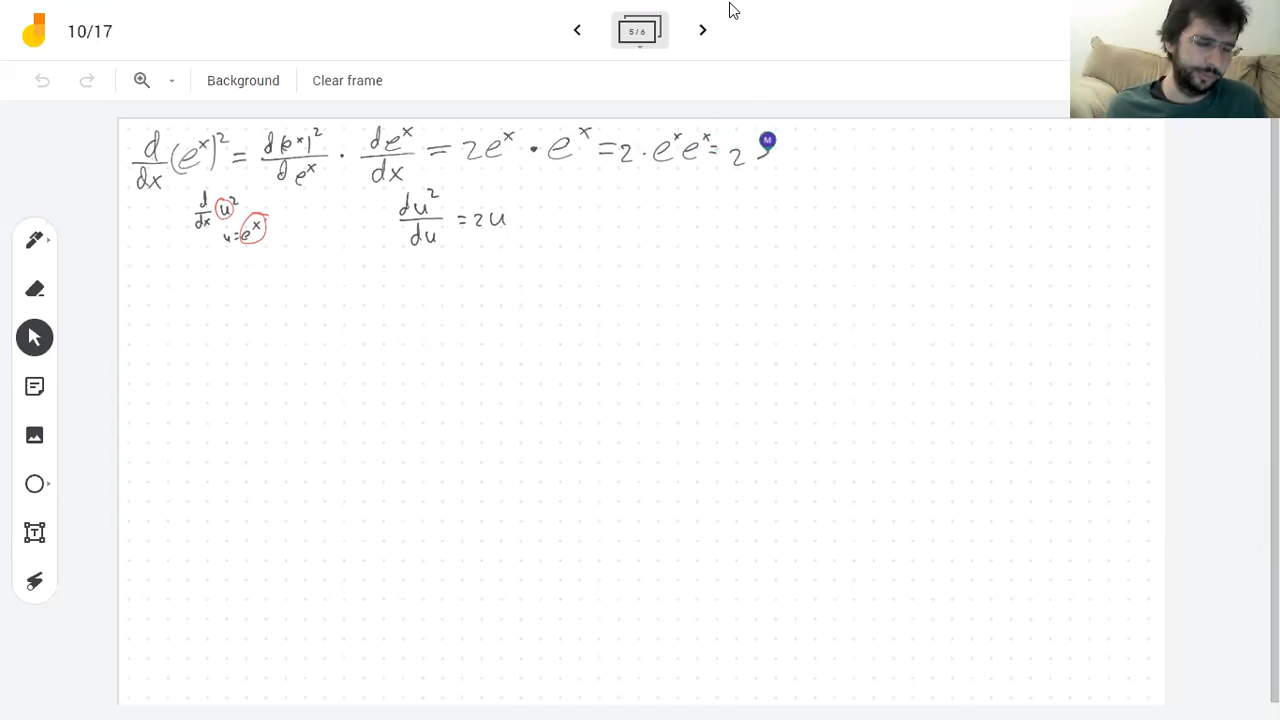 10/17
5 / 6
Background
Clear frame
d/dx (e^x)^2 = d(e^x)^2/de^x · de^x/dx = 2e^x · e^x = 2 · e^x e^x = 2
M
d/dx u^2
u=e^x
du^2/du = 2u
T